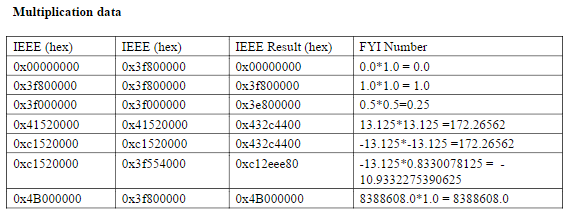 Multiplication data
IEEE (hex) IEEE (hex) IEEE Result (hex) FYI Number
0x00000000 0x3f800000 0x00000000 0.0*1.0 = 0.0
0x3f800000 0x3f800000 0x3f800000 1.0*1.0 = 1.0
0x3f000000 0x3f000000 0x3e800000 0.5*0.5=0.25
0x41520000 0x41520000 0x432c4400 13.125*13.125 =172.26562
0xc1520000 0xc1520000 0x432c4400 -13.125*-13.125 =172.26562
0xc1520000 0x3f554000 0xc12eee80 -13.125*0.8330078125 = -
10.9332275390625
0x4B000000 0x3f800000 0x4B000000 8388608.0*1.0 = 8388608.0